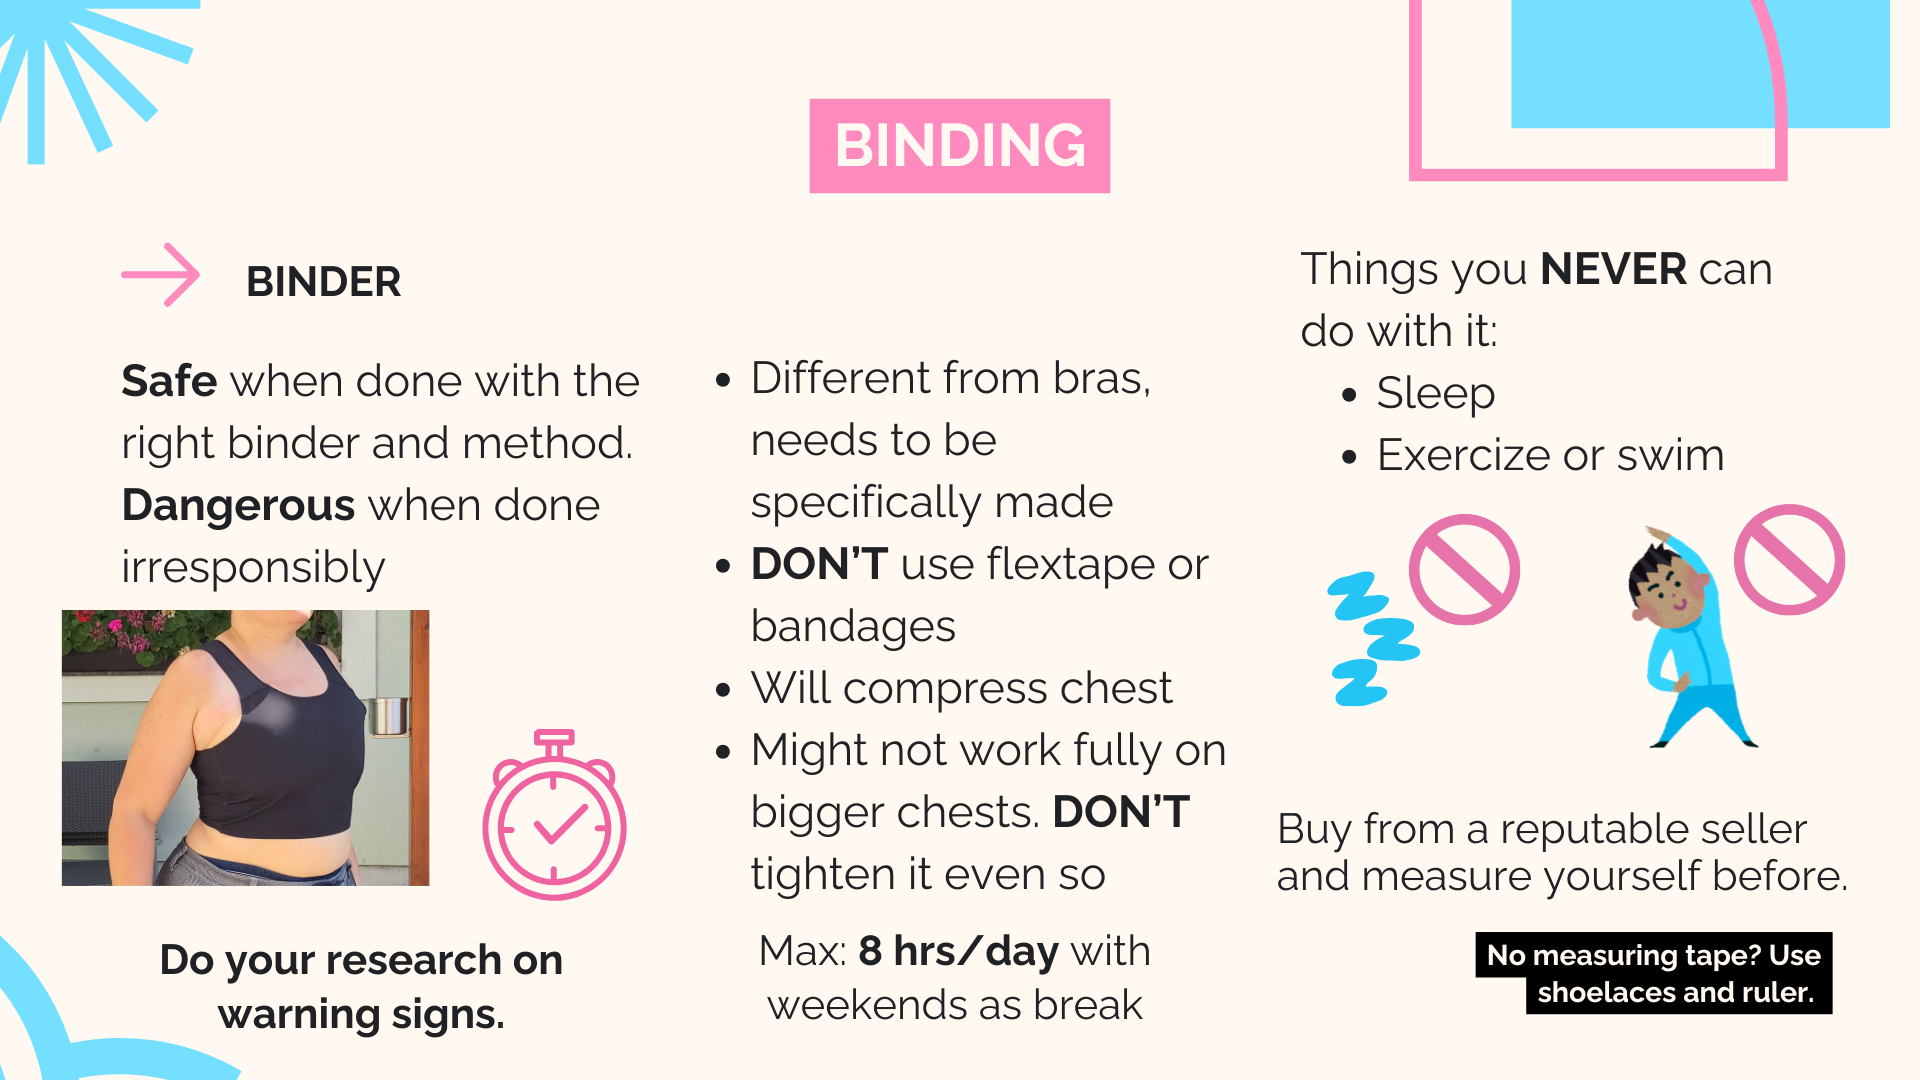 BINDING
BINDER
Safe when done with the
right binder and method.
Dangerous when done
irresponsibly
Do your research on
warning signs.
• Different from bras,
needs to be
specifically made
• DON'T use flextape or
bandages
• Will compress chest
• Might not work fully on
bigger chests. DON'T
tighten it even so
Max: 8 hrs/day with
weekends as break
Things you NEVER can
do with it:
• Sleep
• Exercize or swim
Buy from a reputable seller
and measure yourself before.
No measuring tape? Use
shoelaces and ruler.